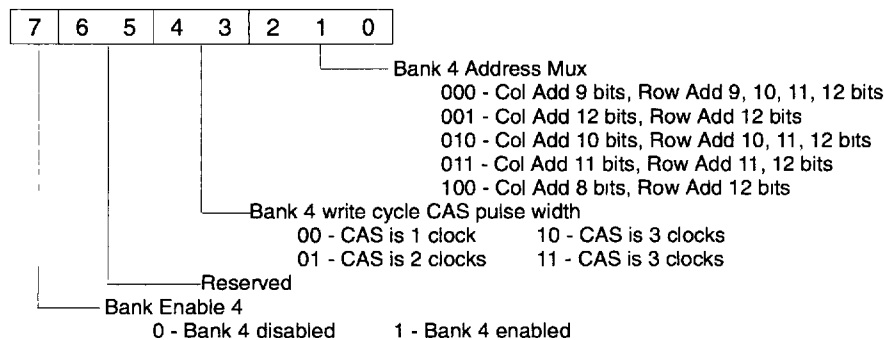 7 6 5 4 3 2 1 0
Bank 4 Address Mux
000 - Col Add 9 bits, Row Add 9, 10, 11, 12 bits
001 - Col Add 12 bits, Row Add 12 bits
010 - Col Add 10 bits, Row Add 10, 11, 12 bits
011 - Col Add 11 bits, Row Add 11, 12 bits
100 - Col Add 8 bits, Row Add 12 bits
Bank 4 write cycle CAS pulse width
00 - CAS is 1 clock 10 - CAS is 3 clocks
01 - CAS is 2 clocks 11 - CAS is 3 clocks
Reserved
Bank Enable 4
0 - Bank 4 disabled 1 - Bank 4 enabled